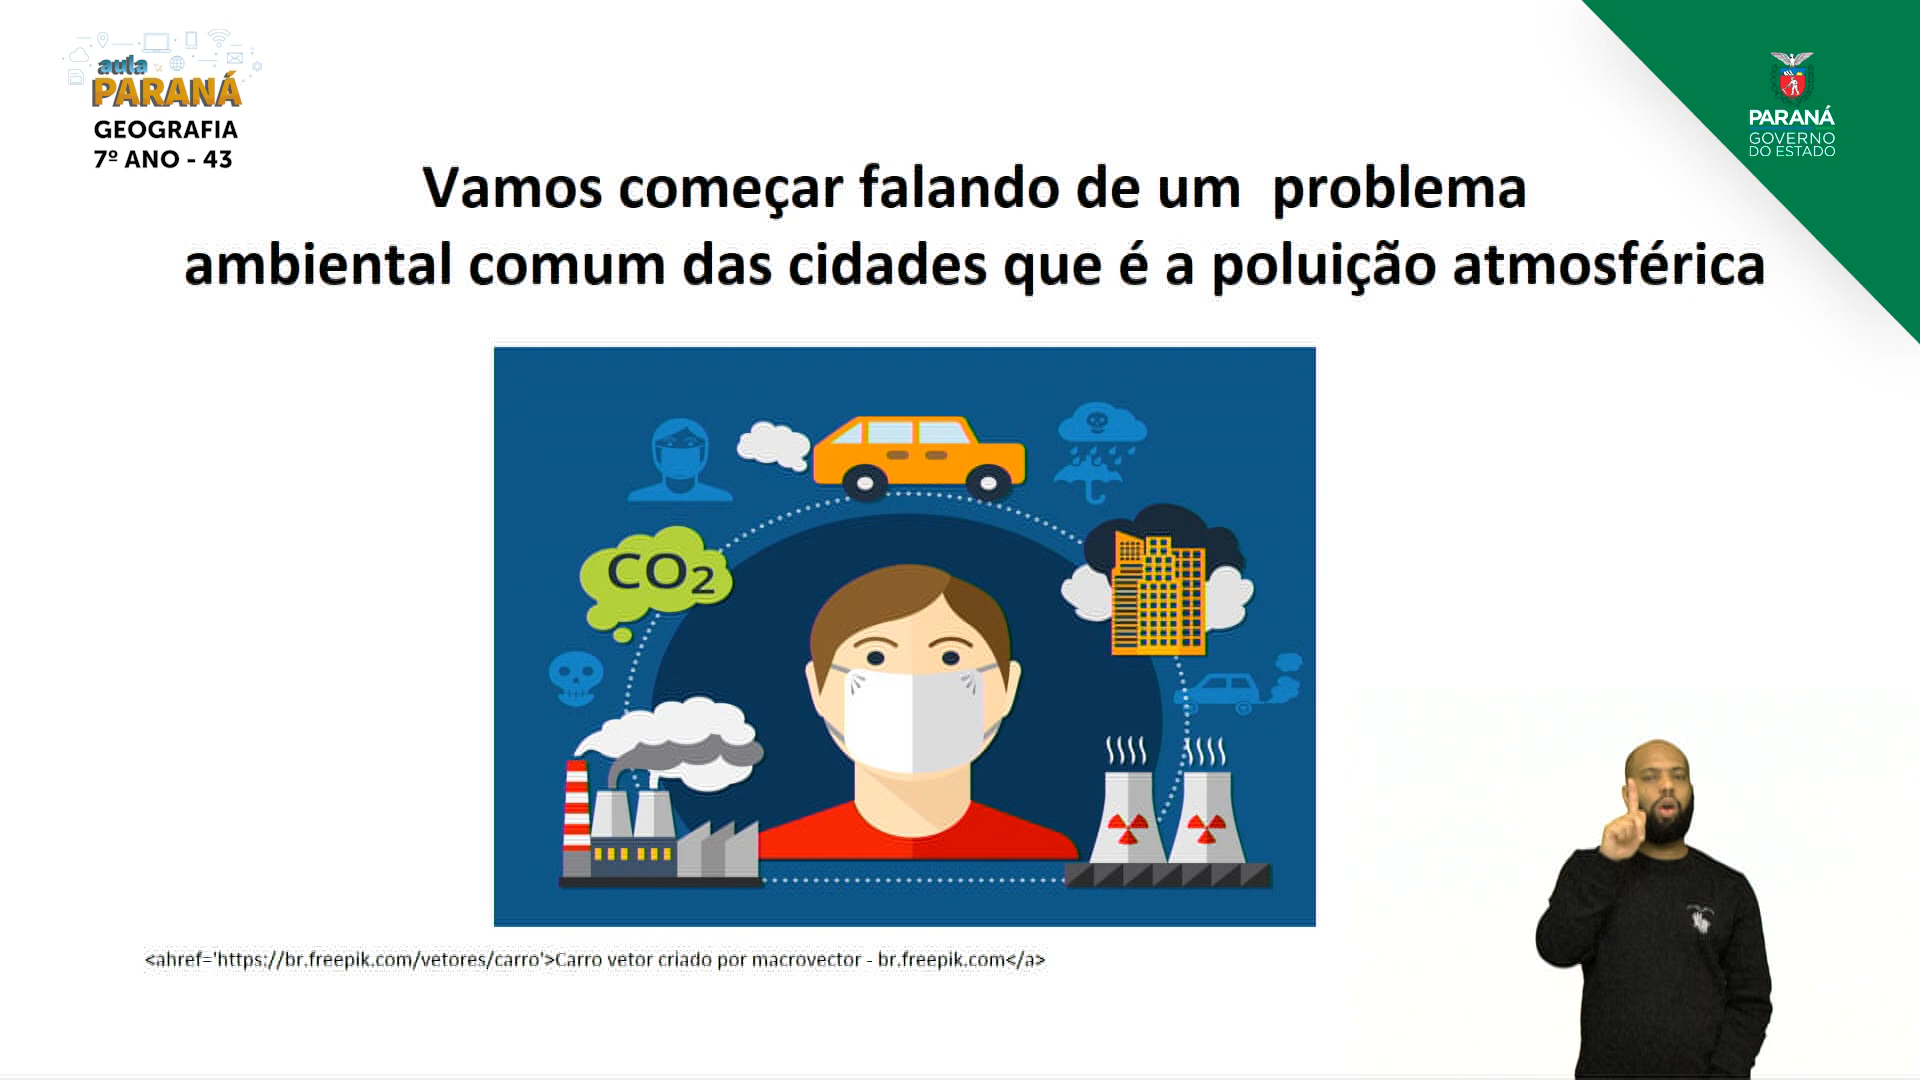 aula
PARANÁ
GEOGRAFIA
7º ANO - 43
PARANÁ
GOVERNO
DO ESTADO
Vamos começar falando de um problema
ambiental comum das cidades que é a poluição atmosférica
CO2
<ahref='https://br.freepik.com/vetores/carro'>Carro vetor criado por macrovector - br.freepik.com</a>